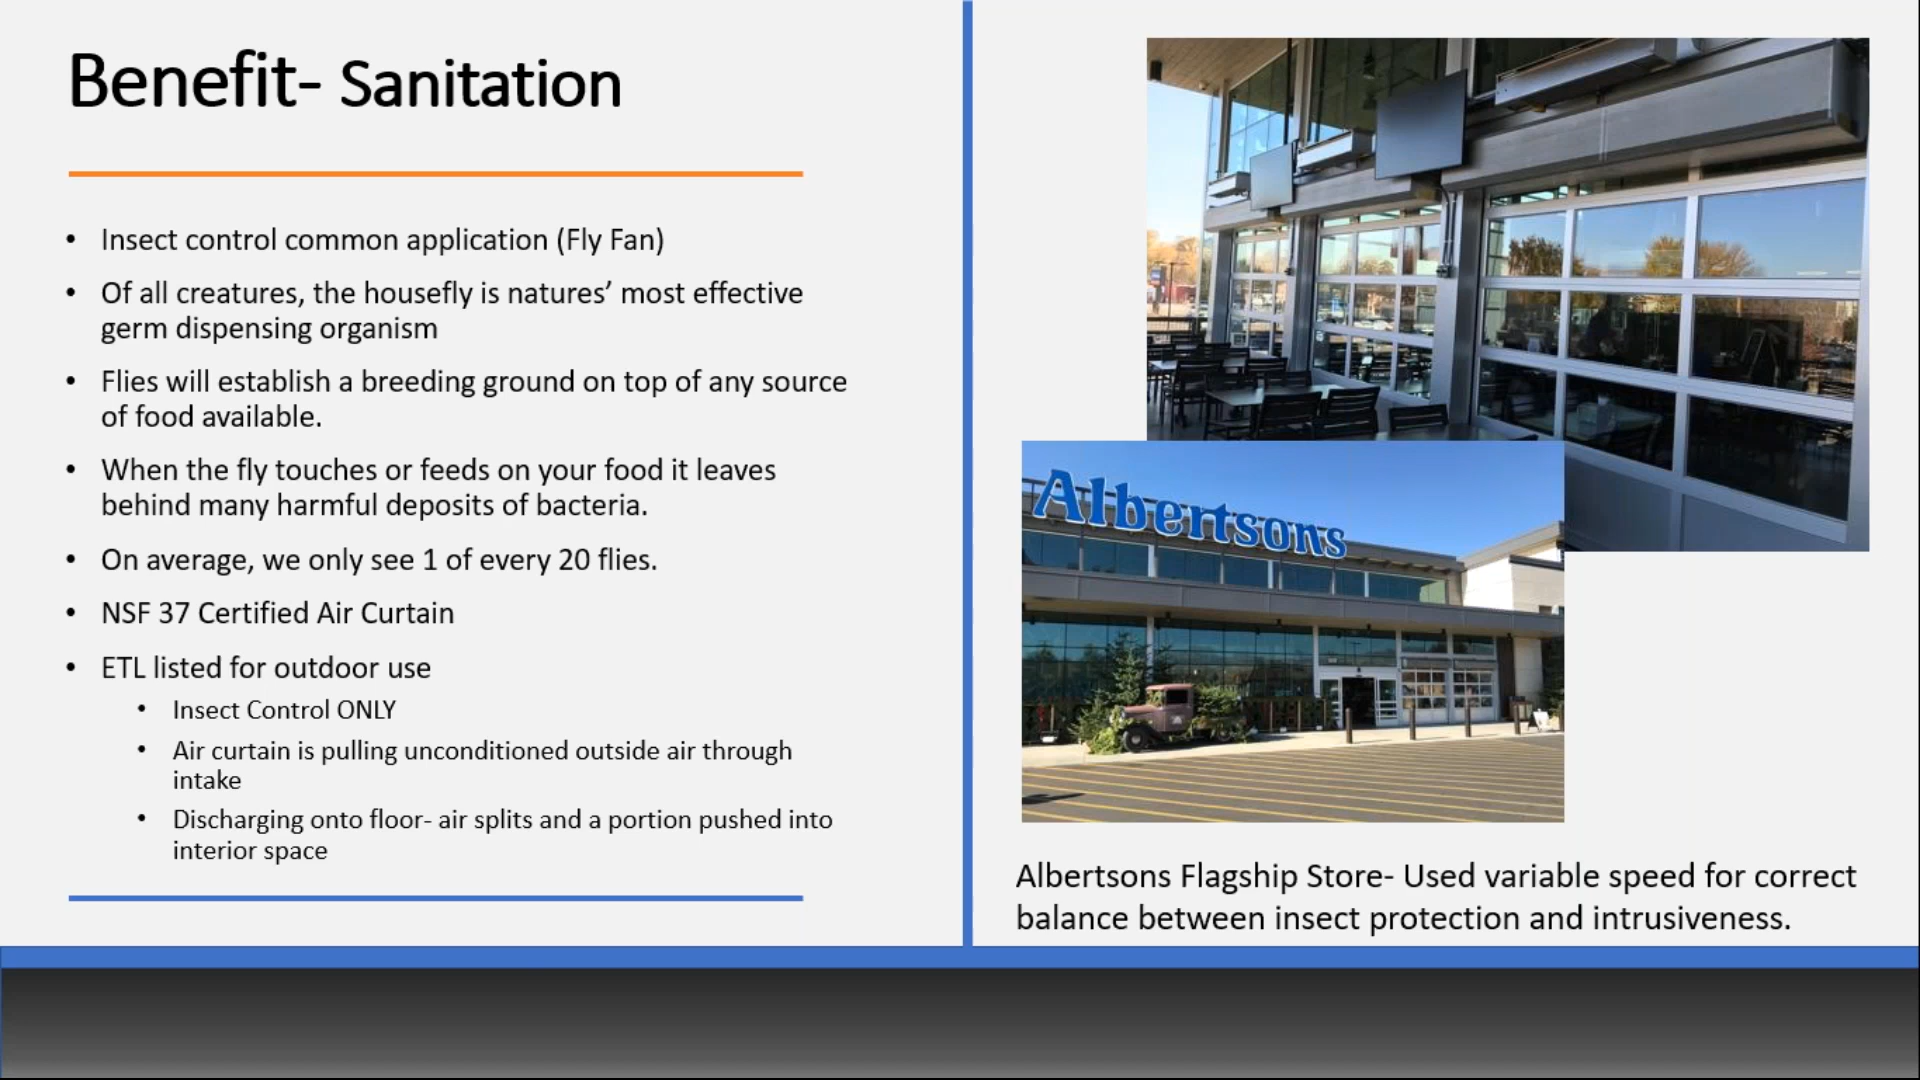 Benefit- Sanitation
• Insect control common application (Fly Fan)
• Of all creatures, the housefly is natures’ most effective
germ dispensing organism
• Flies will establish a breeding ground on top of any source
of food available.
• When the fly touches or feeds on your food it leaves
behind many harmful deposits of bacteria.
• On average, we only see 1 of every 20 flies.
• NSF 37 Certified Air Curtain
• ETL listed for outdoor use
• Insect Control ONLY
• Air curtain is pulling unconditioned outside air through
intake
• Discharging onto floor- air splits and a portion pushed into
interior space
Albertsons
Albertsons Flagship Store- Used variable speed for correct
balance between insect protection and intrusiveness.